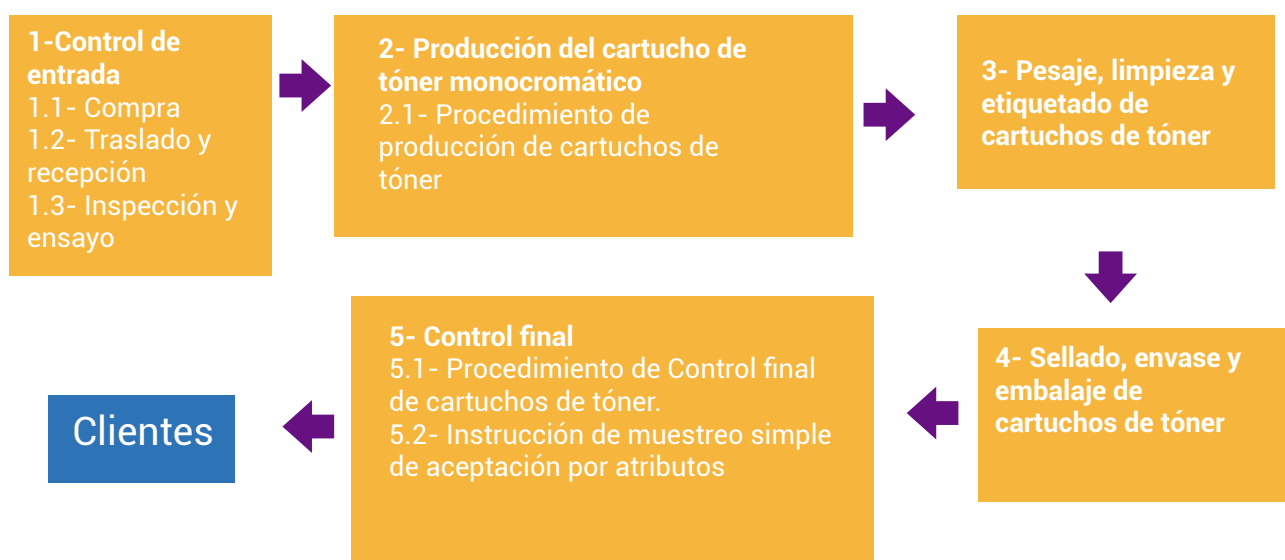 1-Control de
entrada
1.1- Compra
1.2- Traslado y
recepción
1.3- Inspección y
ensayo
2- Producción del cartucho de
tóner monocromático
2.1- Procedimiento de
producción de cartuchos de
tóner
3- Pesaje, limpieza y
etiquetado de
cartuchos de tóner
4- Sellado, envase y
embalaje de
cartuchos de tóner
5- Control final
5.1- Procedimiento de Control final
de cartuchos de tóner.
5.2- Instrucción de muestreo simple
de aceptación por atributos
Clientes